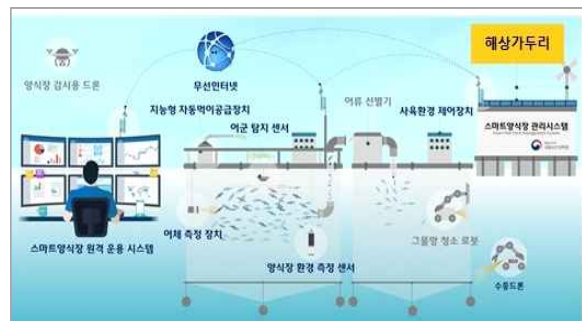 해상가두리
양식장 감시용 드론
무선인터넷
지능형 자동먹이공급장치
어류 선별기
사육환경 제어장치
어군 탐지 센서
스마트양식장 관리시스템
어체 측정 장치
그물망 청소 로봇
스마트양식장 원격 운용 시스템
양식장 환경 측정 센서
수중드론